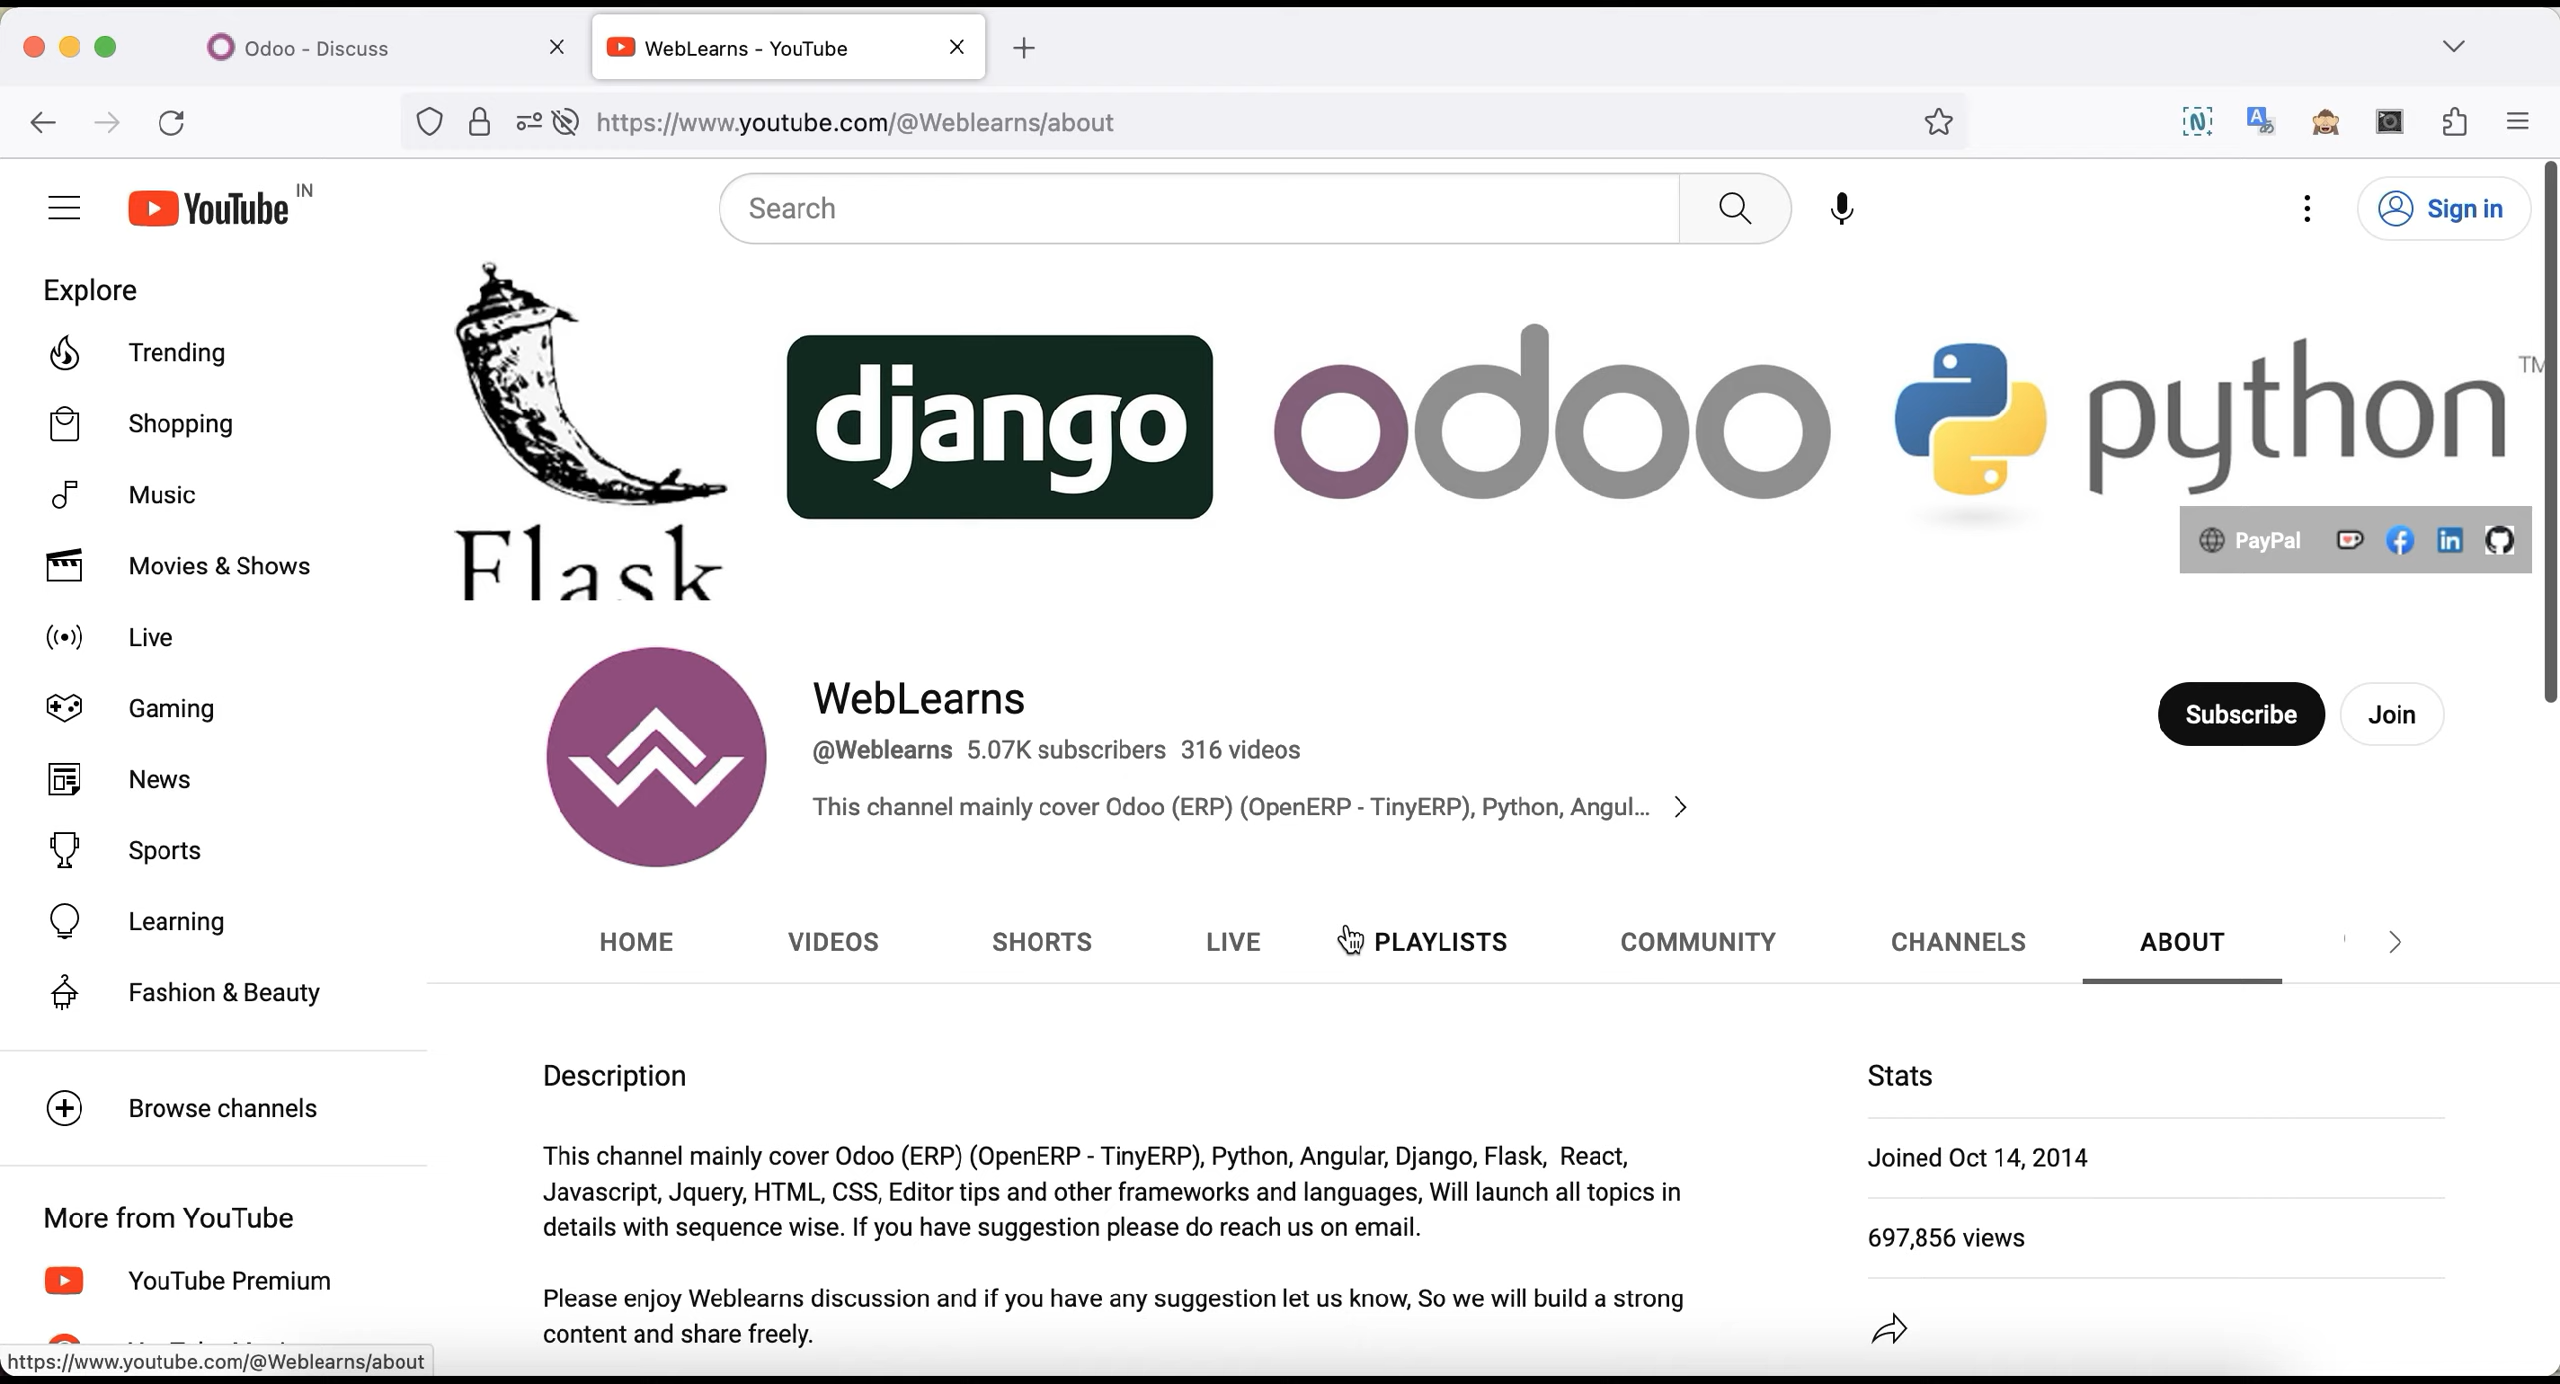 Odoo - Discuss
WebLearns - YouTube
https://www.youtube.com/@Weblearns/about
YouTube IN
Search
Sign in
Explore
Trending
Shopping
Music
Movies & Shows
Live
Gaming
News
Sports
Learning
Fashion & Beauty
Browse channels
More from YouTube
YouTube Premium
https://www.youtube.com/@Weblearns/about
Flask
django
odoo
python TM
PayPal
WebLearns
@Weblearns 5.07K subscribers 316 videos
This channel mainly cover Odoo (ERP) (OpenERP - TinyERP), Python, Angul...
Subscribe
Join
HOME VIDEOS SHORTS LIVE PLAYLISTS COMMUNITY CHANNELS ABOUT
Description
This channel mainly cover Odoo (ERP) (OpenERP - TinyERP), Python, Angular, Django, Flask,  React,
Javascript, Jquery, HTML, CSS, Editor tips and other frameworks and languages, Will launch all topics in
details with sequence wise. If you have suggestion please do reach us on email.
Please enjoy Weblearns discussion and if you have any suggestion let us know, So we will build a strong
content and share freely.
Stats
Joined Oct 14, 2014
697,856 views